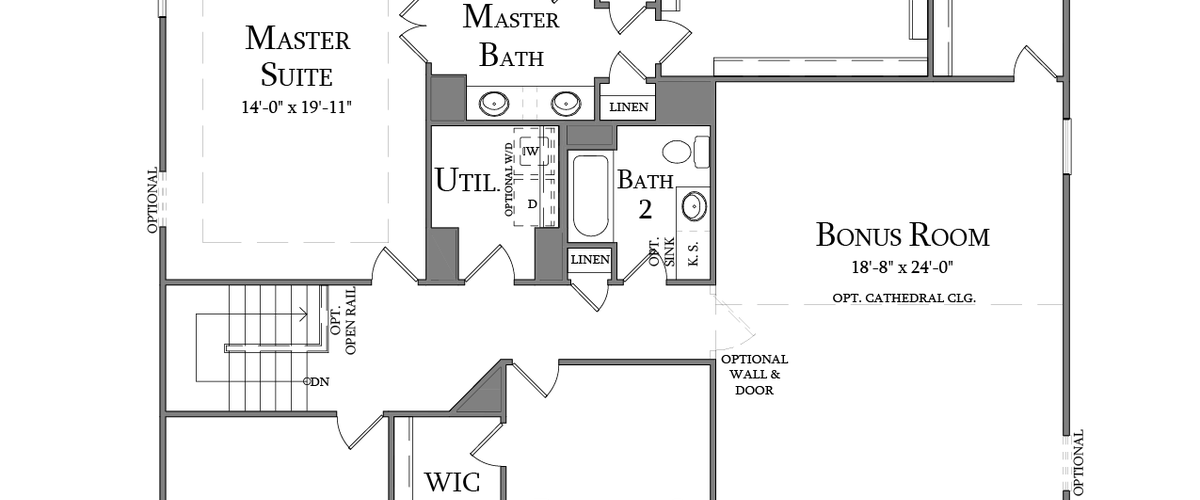 MASTER
BATH
MASTER
SUITE
14'-0" x 19'-11"
LINEN
OPTIONAL
UTIL.
OPTIONAL W/D
W
D
BATH
2
OPT.
SINK
K. S.
LINEN
BONUS ROOM
18'-8" x 24'-0"
OPT. CATHEDRAL CLG.
OPT.
OPEN RAIL
DN
OPTIONAL
WALL &
DOOR
WIC
OPTIONAL